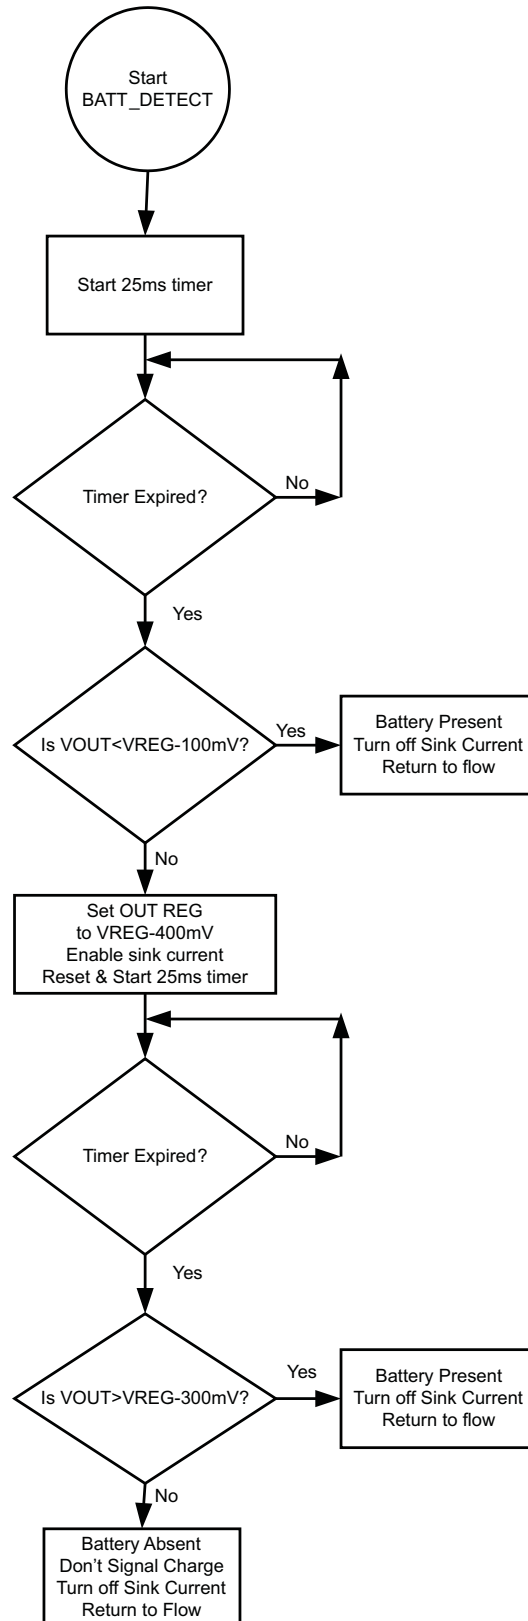 Start
BATT_DETECT
Start 25ms timer
Timer Expired?
No
Yes
Is VOUT<VREG-100mV?
Yes
Battery Present
Turn off Sink Current
Return to flow
No
Set OUT REG
to VREG-400mV
Enable sink current
Reset & Start 25ms timer
Timer Expired?
No
Yes
Is VOUT>VREG-300mV?
Yes
Battery Present
Turn off Sink Current
Return to flow
No
Battery Absent
Don't Signal Charge
Turn off Sink Current
Return to Flow